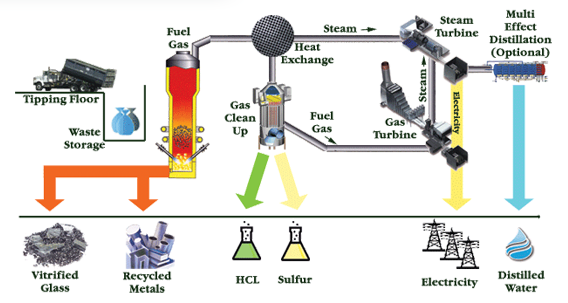 Fuel
Gas
Steam
Steam
Turbine
Multi
Effect
Distillation
(Optional)
Heat
Exchange
Tipping Floor
Waste
Storage
Gas
Clean
Up
Fuel
Gas
Gas
Turbine
Steam
Electricity
Vitrified
Glass
Recycled
Metals
HCL
Sulfur
Electricity
Distilled
Water